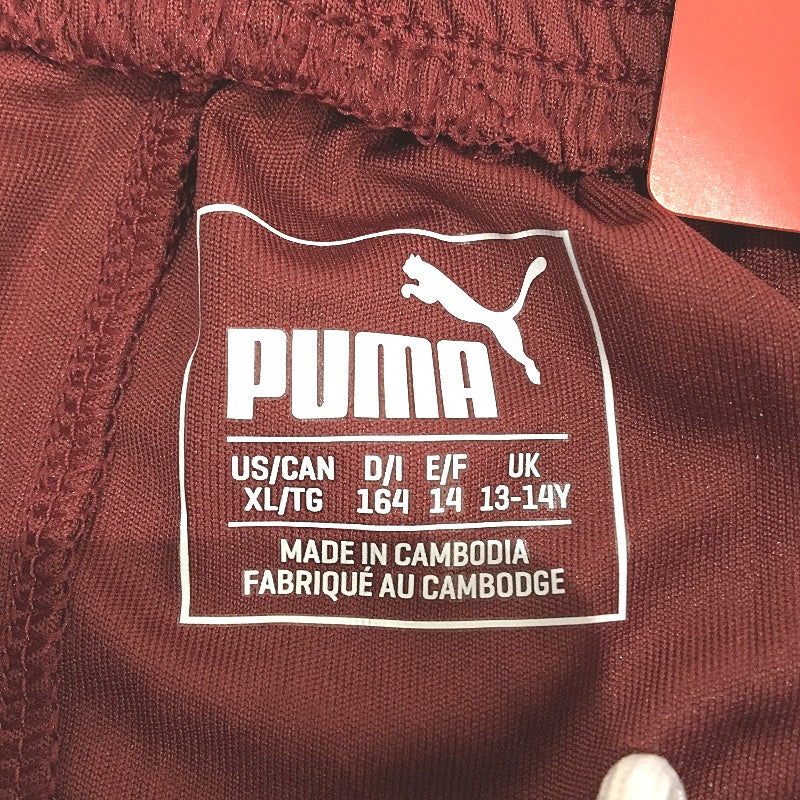 PUMA
US/CAN D/I E/F UK
XL/TG 164 14 13-14Y
MADE IN CAMBODIA
FABRIQUÉ AU CAMBODGE